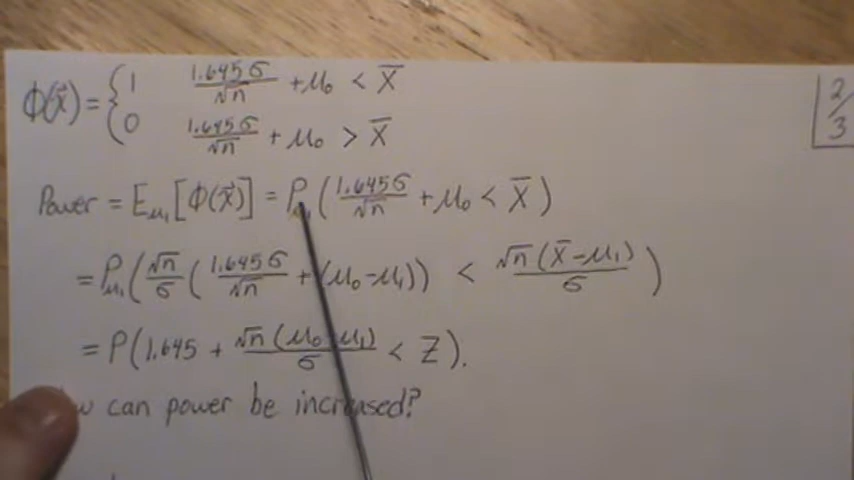 Φ(x⃗) = { 1   1.645σ/√n + μ₀ < X̄
0   1.645σ/√n + μ₀ > X̄
2/3
Power = E_μ₁[Φ(x⃗)] = P_μ₁(1.645σ/√n + μ₀ < X̄)
= P_μ₁(√n/σ (1.645σ/√n + (μ₀-μ₁)) < √n(X̄-μ₁)/σ)
= P(1.645 + √n(μ₀-μ₁)/σ < Z).
can power be increased?